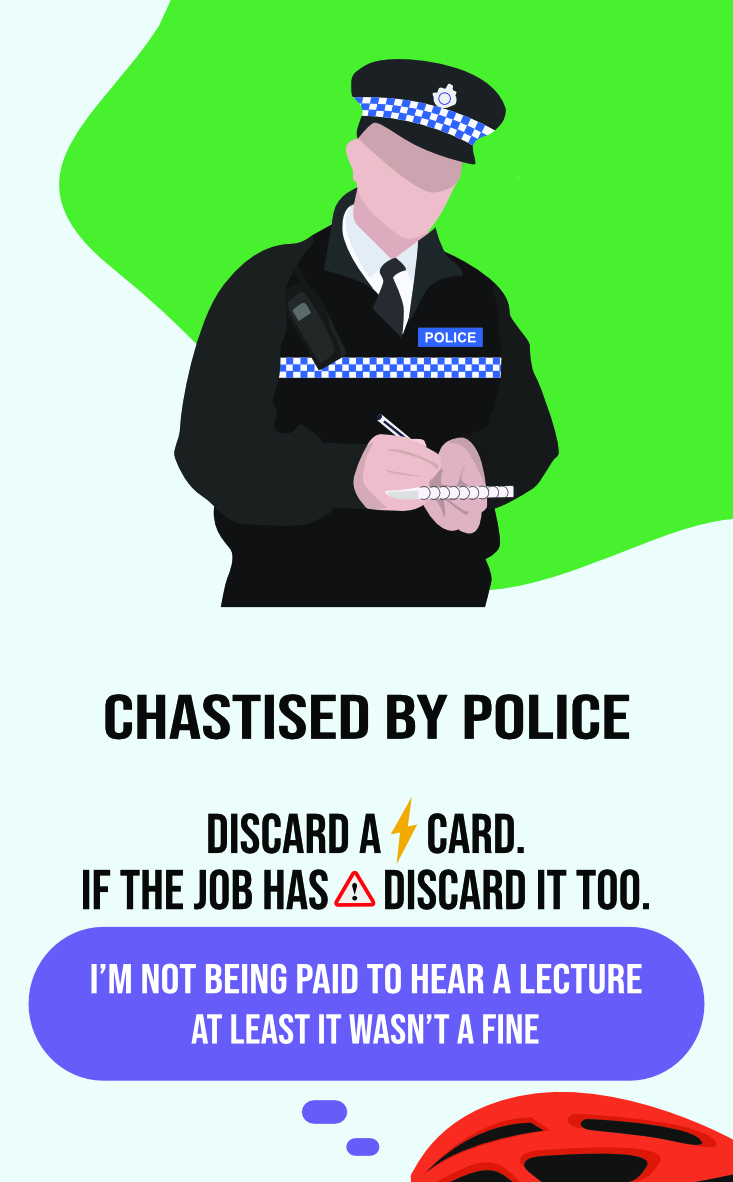 POLICE
CHASTISED BY POLICE
DISCARD A ⚡ CARD.
IF THE JOB HAS ⚠ DISCARD IT TOO.
I'M NOT BEING PAID TO HEAR A LECTURE
AT LEAST IT WASN'T A FINE